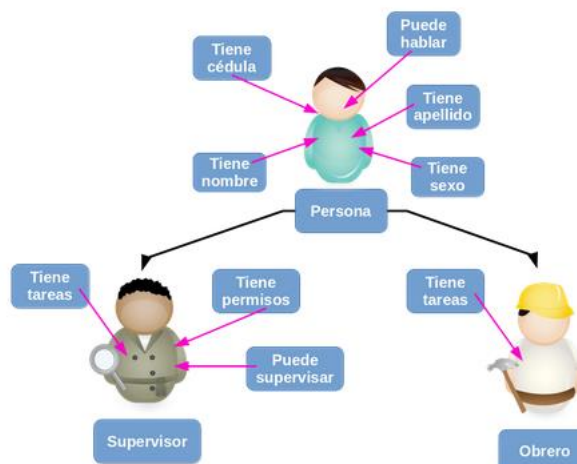 Puede
hablar
Tiene
cédula
Tiene
apellido
Tiene
nombre
Tiene
sexo
Persona
Tiene
tareas
Tiene
permisos
Puede
supervisar
Supervisor
Tiene
tareas
Obrero